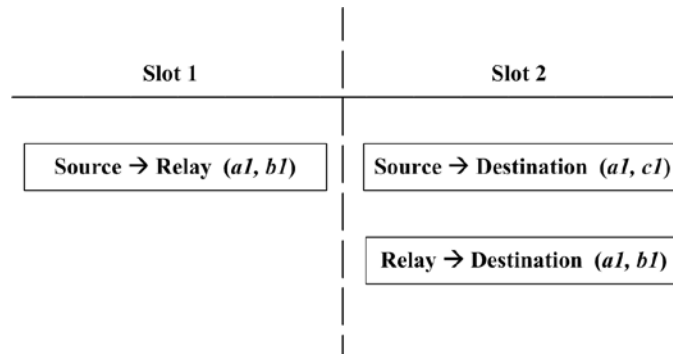 Slot 1
Slot 2
Source → Relay (a1, b1)
Source → Destination (a1, c1)
Relay → Destination (a1, b1)